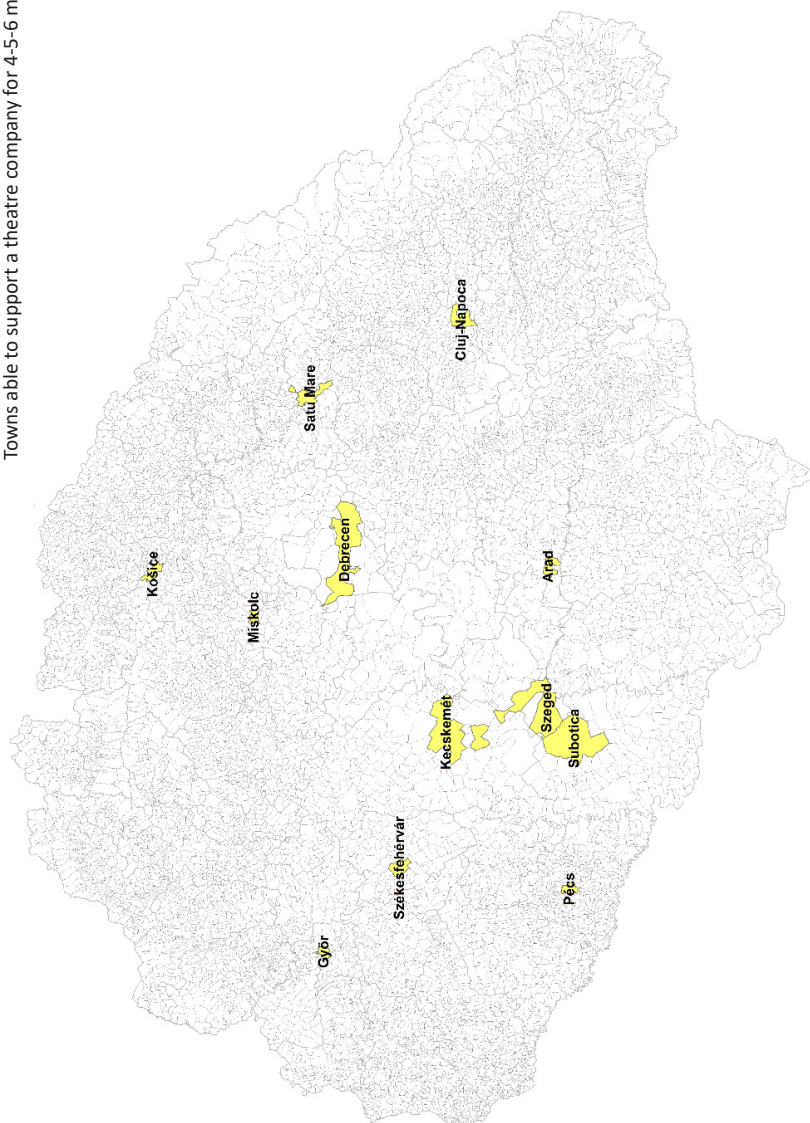 Towns able to support a theatre company for 4-5-6 m
Košice
Miskolc
Satu Mare
Győr
Debrecen
Székesfehérvár
Kecskemét
Cluj-Napoca
Szeged
Arad
Pécs
Subotica